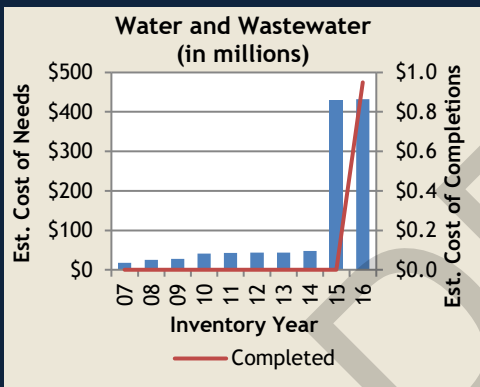 Water and Wastewater
(in millions)
Est. Cost of Needs
$500
$400
$300
$200
$100
$0
$1.0
$0.8
$0.6
$0.4
$0.2
$0.0
Est. Cost of Completions
07 08 09 10 11 12 13 14 15 16
Inventory Year
Completed